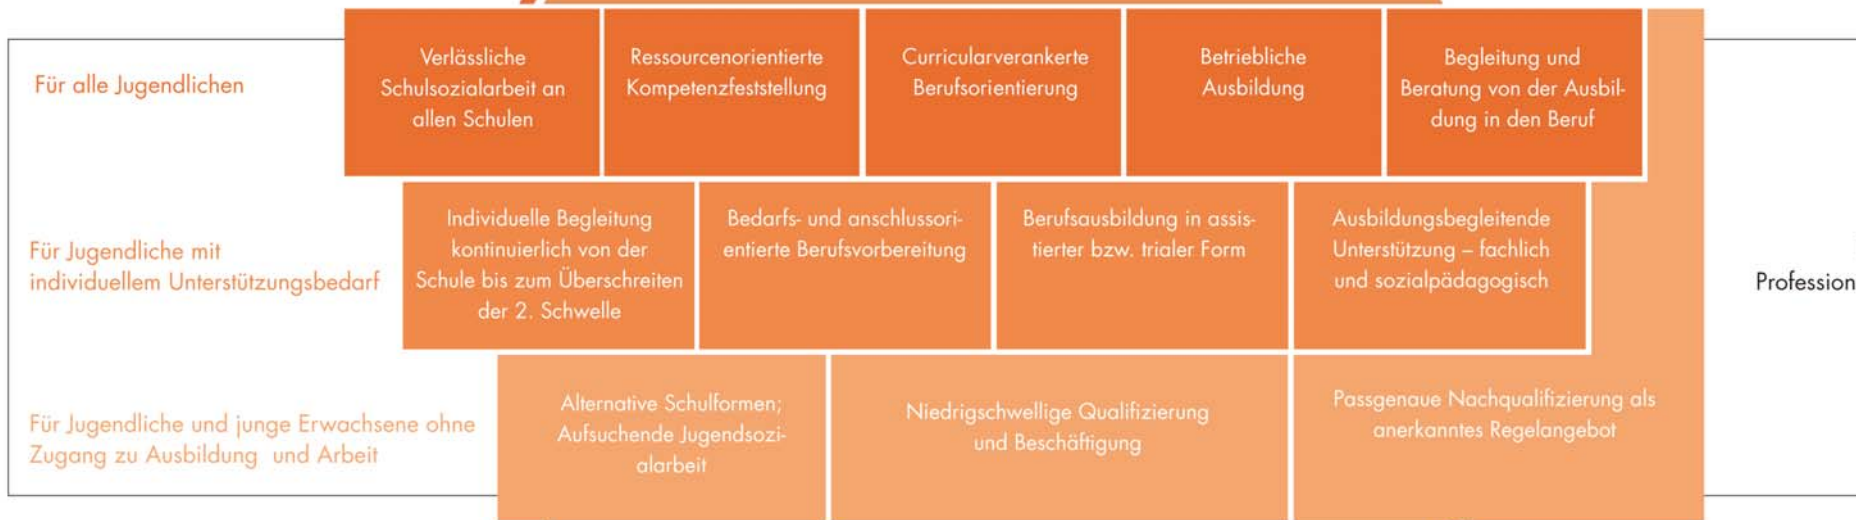 Für alle Jugendlichen
Verlässliche
Schulsozialarbeit an
allen Schulen
Ressourcenorientierte
Kompetenzfeststellung
Curricularverankerte
Berufsorientierung
Betriebliche
Ausbildung
Begleitung und
Beratung von der Ausbil-
dung in den Beruf
Für Jugendliche mit
individuellem Unterstützungsbedarf
Individuelle Begleitung
kontinuierlich von der
Schule bis zum Überschreiten
der 2. Schwelle
Bedarfs- und anschlussori-
entierte Berufsvorbereitung
Berufsausbildung in assis-
tierter bzw. trialer Form
Ausbildungsbegleitende
Unterstützung – fachlich
und sozialpädagogisch
Profession
Für Jugendliche und junge Erwachsene ohne
Zugang zu Ausbildung und Arbeit
Alternative Schulformen;
Aufsuchende Jugendsozi-
alarbeit
Niedrigschwellige Qualifizierung
und Beschäftigung
Passgenaue Nachqualifizierung als
anerkanntes Regelangebot